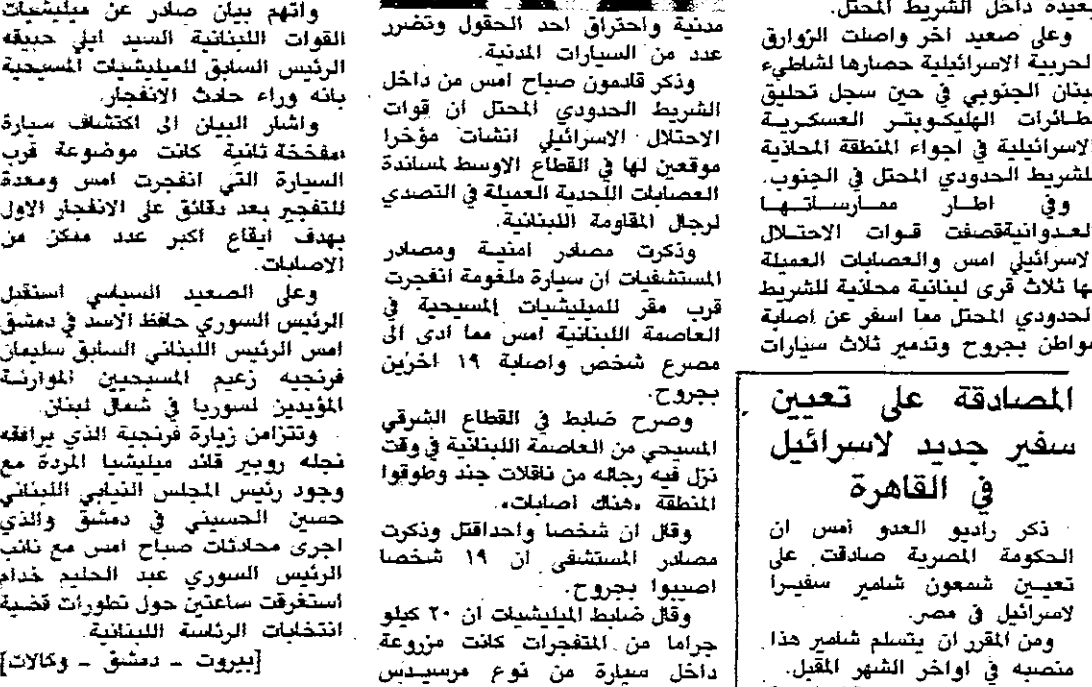 بعيدة داخل الشريط المحتل.
وعلى صعيد آخر واصلت الزوارق
الحربية الاسرائيلية حصارها لشاطىء
لبنان الجنوبي في حين سجل تحليق
لطائرات الهليكوبتر العسكرية
الاسرائيلية في اجواء المنطقة المحاذية
للشريط الحدودي المحتل في الجنوب.
وفي اطار ممارساتها
العدوانيةقصفت قوات الاحتلال
الاسرائيلي امس والعصابات العميلة
لها ثلاث قرى لبنانية محاذية للشريط
الحدودي المحتل مما اسفر عن اصابة
مواطن بجروح وتدمير ثلاث سيارات
مدنية واحتراق احد الحقول وتضرر
عدد من السيارات المدنية.
وذكر قادمون صباح امس من داخل
الشريط الحدودي المحتل ان قوات
الاحتلال الاسرائيلي انشات مؤخرا
موقعين لها في القطاع الاوسط لمساندة
العصابات اللحدية العميلة في التصدي
لرجال المقاومة اللبنانية.
وذكرت مصادر امنية ومصادر
المستشفيات ان سيارة ملغومة انفجرت
قرب مقر للميليشيات المسيحية في
العاصمة اللبنانية امس مما ادى الى
مصرع شخص واصابة ١٩ اخرين
بجروح.
وصرح ضابط في القطاع الشرقي
المسيحي من العاصمة اللبنانية في وقت
نزل فيه رجاله من ناقلات جند وطوقوا
المنطقة «هناك اصابات».
وقال ان شخصا واحداقتل وذكرت
مصادر المستشفى ان ١٩ شخصا
اصيبوا بجروح.
وقال ضابط الميليشيات ان ٢٠ كيلو
جراما من المتفجرات كانت مزروعة
داخل سيارة من نوع مرسيدس
واتهم بيان صادر عن ميليشيات
القوات اللبنانية السيد ايلي حبيقه
الرئيس السابق للميليشيات المسيحية
بانه وراء حادث الانفجار.
واشار البيان الى اكتشاف سيارة
مفخخة ثانية كانت موضوعة قرب
السيارة التي انفجرت امس ومعدة
للتفجير بعد دقائق على الانفجار الاول
بهدف ايقاع اكبر عدد ممكن من
الاصابات.
وعلى الصعيد السياسي استقبل
الرئيس السوري حافظ الاسد في دمشق
امس الرئيس اللبناني السابق سليمان
فرنجيه زعيم المسيحيين الموارنة
المؤيدين لسوريا في شمال لبنان.
وتتزامن زيارة فرنجية الذي يرافقه
نجله روبير قائد ميليشيا المردة مع
وجود رئيس المجلس النيابي اللبناني
حسين الحسيني في دمشق والذي
اجرى محادثات صباح امس مع نائب
الرئيس السوري عبد الحليم خدام
استغرقت ساعتين حول تطورات قضية
انتخابات الرئاسة اللبنانية.
[بيروت ـ دمشق ـ وكالات]
المصادقة على تعيين
سفير جديد لاسرائيل
في القاهرة
ذكر راديو العدو امس ان
الحكومة المصرية صادقت على
تعيين شمعون شامير سفيرا
لاسرائيل في مصر.
ومن المقرر ان يتسلم شامير هذا
منصبه في اواخر الشهر المقبل.